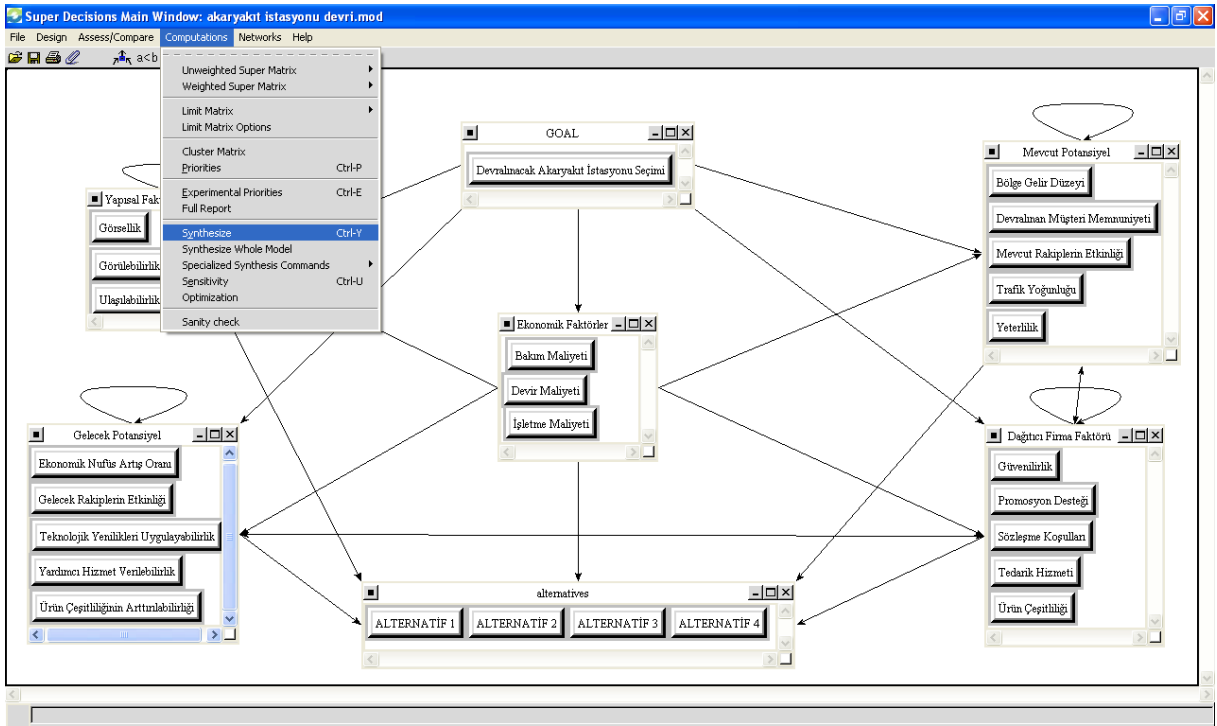 Super Decisions Main Window: akaryakıt istasyonu devri.mod
File Design Assess/Compare Computations Networks Help
a<b
Unweighted Super Matrix
Weighted Super Matrix
Limit Matrix
Limit Matrix Options
Cluster Matrix
Priorities Ctrl-P
Experimental Priorities Ctrl-E
Full Report
Synthesize Ctrl-Y
Synthesize Whole Model
Specialized Synthesis Commands
Sensitivity Ctrl-U
Optimization
Sanity check
GOAL
Devralınacak Akaryakıt İstasyonu Seçimi
Mevcut Potansiyel
Bölge Gelir Düzeyi
Devralınan Müşteri Memnuniyeti
Mevcut Rakiplerin Etkinliği
Trafik Yoğunluğu
Yeterlilik
Yapısal Fak
Görsellik
Görülebilirlik
Ulaşılabilirlik
Ekonomik Faktörler
Bakım Maliyeti
Devir Maliyeti
İşletme Maliyeti
Gelecek Potansiyel
Ekonomik Nufüs Artış Oranı
Gelecek Rakiplerin Etkinliği
Teknolojik Yenilikleri Uygulayabilirlik
Yardımcı Hizmet Verilebilirlik
Ürün Çeşitliliğinin Arttırılabilirliği
Dağıtıcı Firma Faktörü
Güvenilirlik
Promosyon Desteği
Sözleşme Koşulları
Tedarik Hizmeti
Ürün Çeşitliliği
alternatives
ALTERNATİF 1 ALTERNATİF 2 ALTERNATİF 3 ALTERNATİF 4